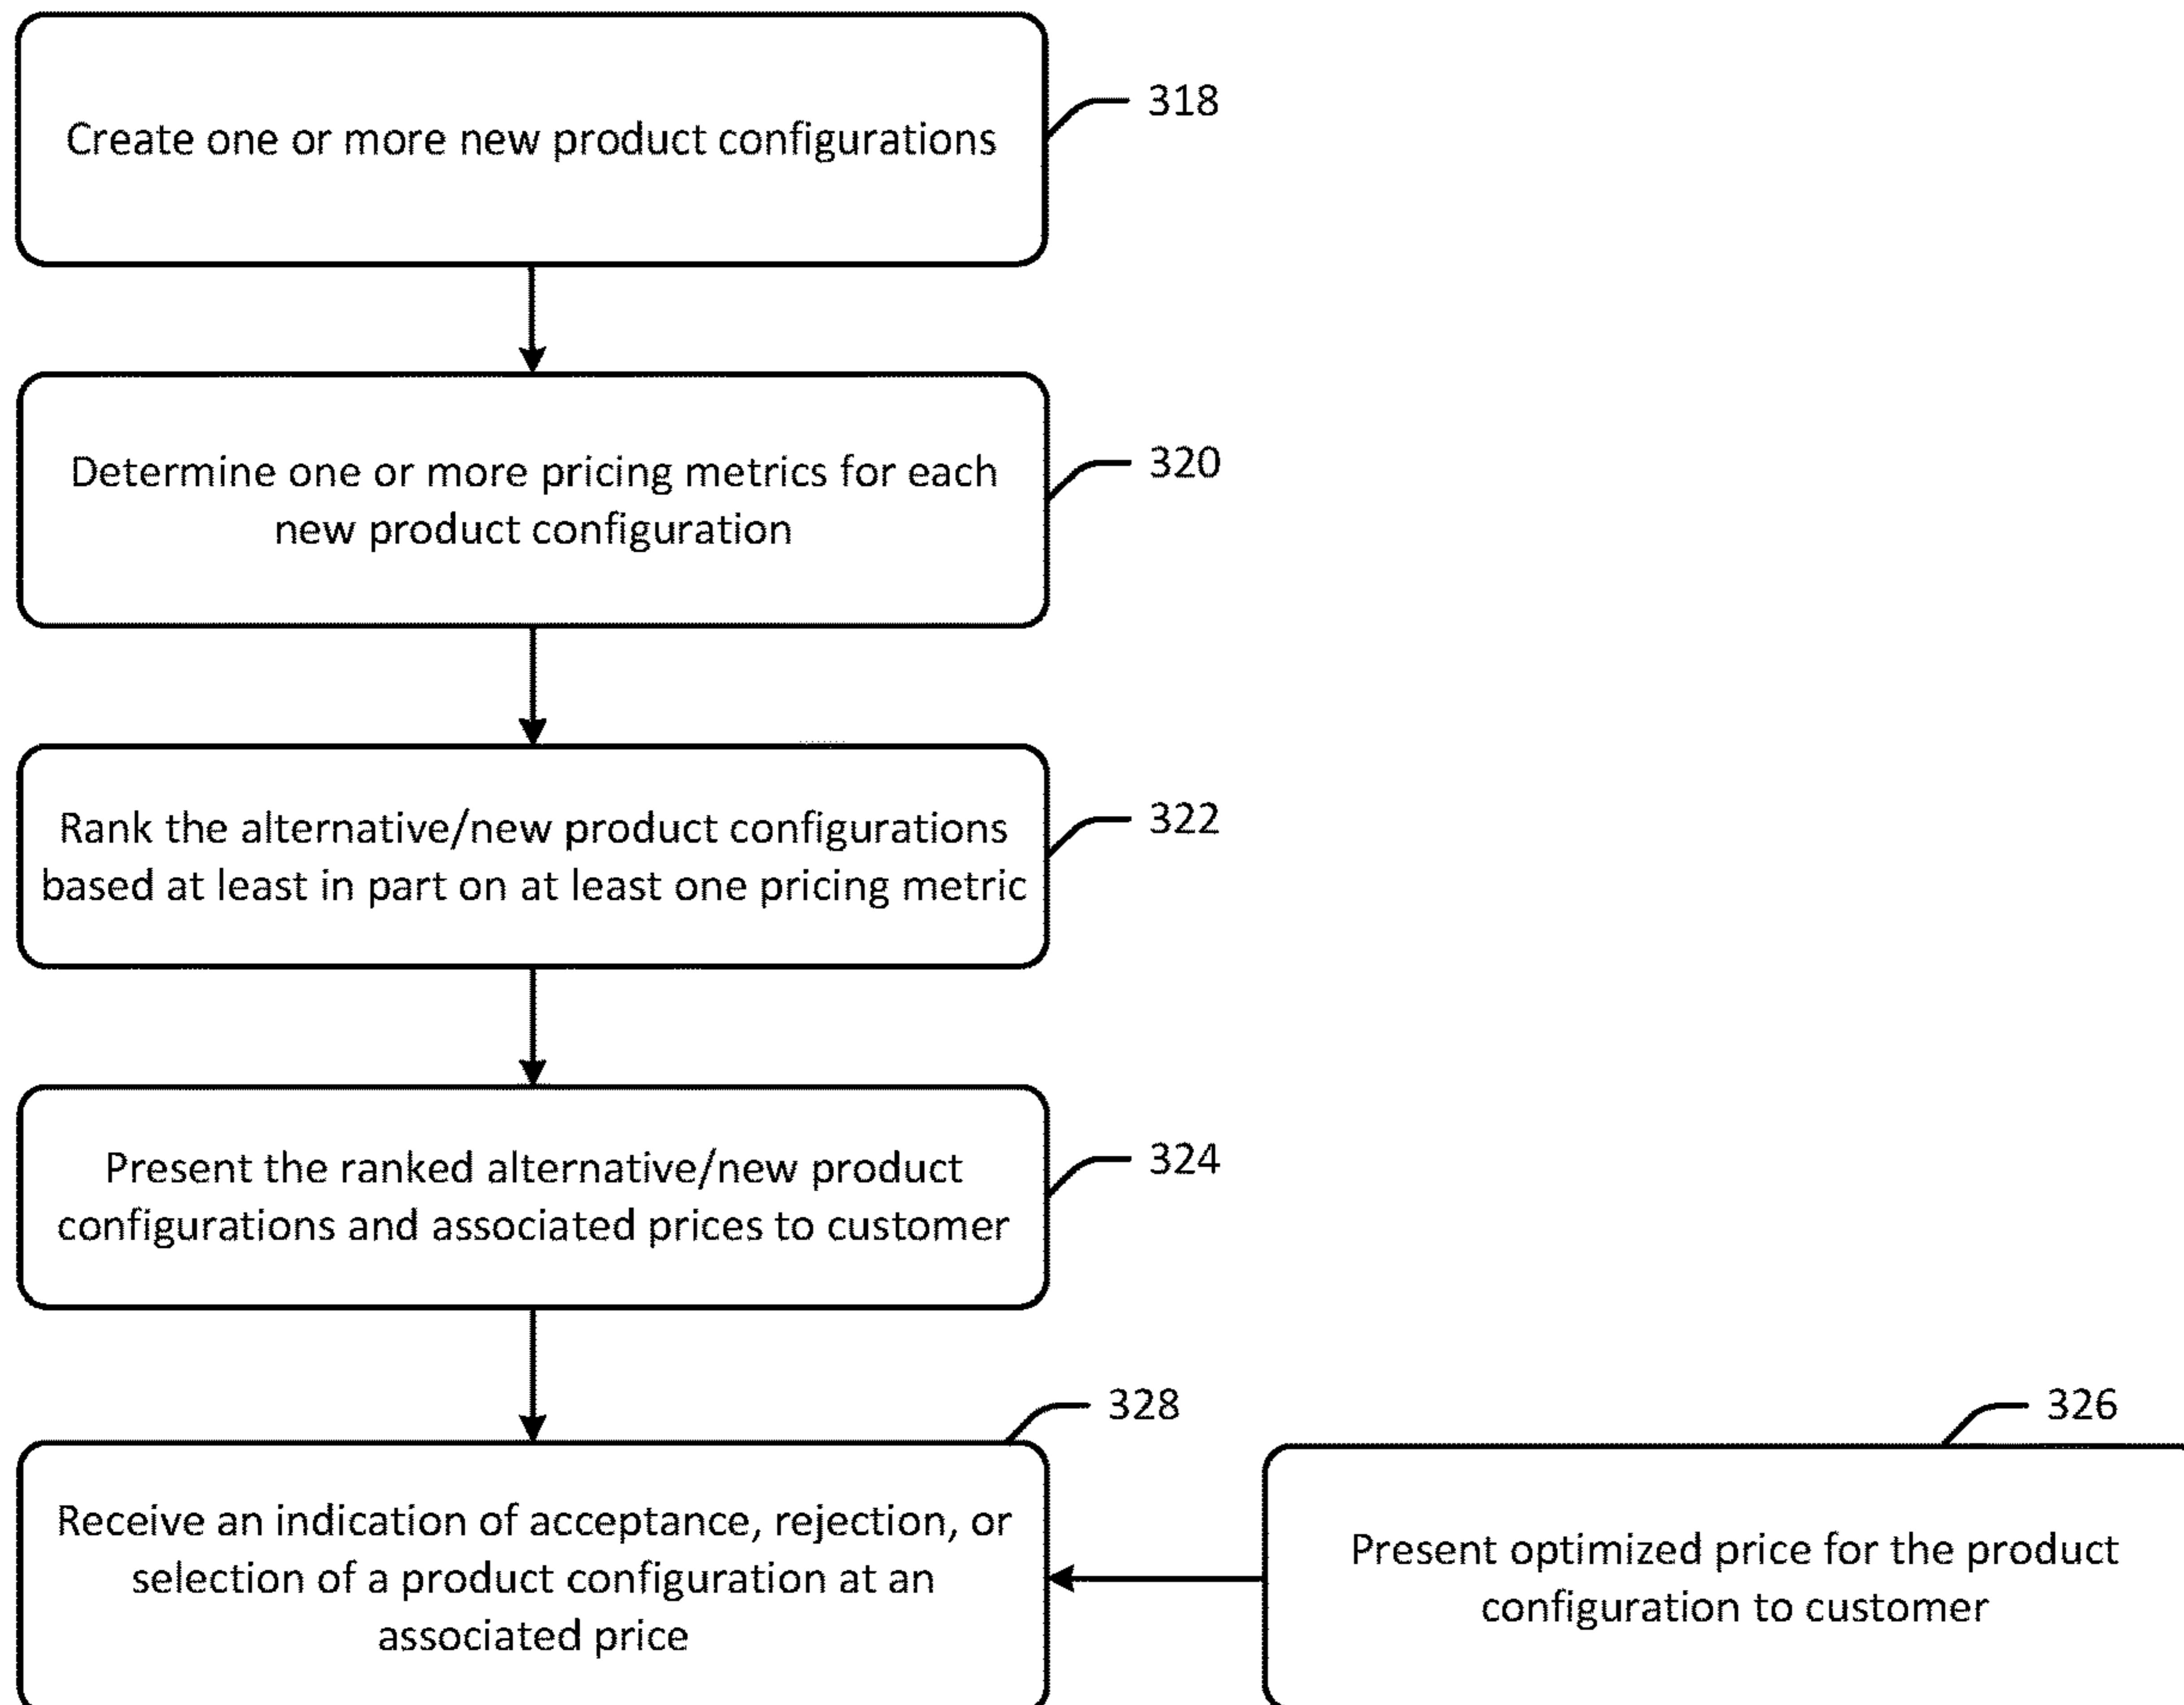 Create one or more new product configurations
318
Determine one or more pricing metrics for each
new product configuration
320
Rank the alternative/new product configurations
based at least in part on at least one pricing metric
322
Present the ranked alternative/new product
configurations and associated prices to customer
324
328
Receive an indication of acceptance, rejection, or
selection of a product configuration at an
associated price
326
Present optimized price for the product
configuration to customer